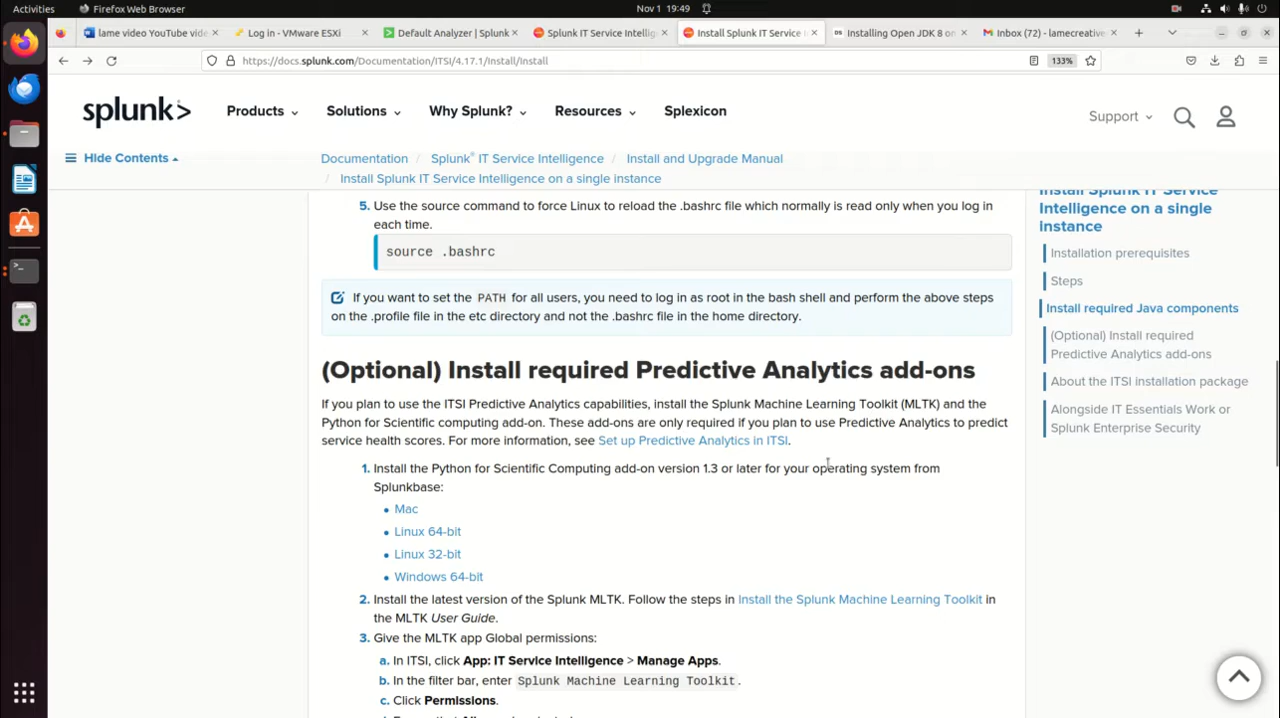 Activities
Firefox Web Browser
Nov 1 19:49
lame video YouTube vide
Log in - VMware ESXi
Default Analyzer | Splunk
Splunk IT Service Intellige
Install Splunk IT Service I
Installing Open JDK 8 on
Inbox (72) - lamecreative
https://docs.splunk.com/Documentation/ITSI/4.17.1/Install/Install
133%
splunk>
Products
Solutions
Why Splunk?
Resources
Splexicon
Support
Hide Contents
Documentation / Splunk® IT Service Intelligence / Install and Upgrade Manual
/ Install Splunk IT Service Intelligence on a single instance
5. Use the source command to force Linux to reload the .bashrc file which normally is read only when you log in
each time.
source .bashrc
If you want to set the PATH for all users, you need to log in as root in the bash shell and perform the above steps
on the .profile file in the etc directory and not the .bashrc file in the home directory.
(Optional) Install required Predictive Analytics add-ons
If you plan to use the ITSI Predictive Analytics capabilities, install the Splunk Machine Learning Toolkit (MLTK) and the
Python for Scientific computing add-on. These add-ons are only required if you plan to use Predictive Analytics to predict
service health scores. For more information, see Set up Predictive Analytics in ITSI.
1. Install the Python for Scientific Computing add-on version 1.3 or later for your operating system from
Splunkbase:
• Mac
• Linux 64-bit
• Linux 32-bit
• Windows 64-bit
2. Install the latest version of the Splunk MLTK. Follow the steps in Install the Splunk Machine Learning Toolkit in
the MLTK User Guide.
3. Give the MLTK app Global permissions:
a. In ITSI, click App: IT Service Intelligence > Manage Apps.
b. In the filter bar, enter Splunk Machine Learning Toolkit.
c. Click Permissions.
Install Splunk IT Service
Intelligence on a single
instance
Installation prerequisites
Steps
Install required Java components
(Optional) Install required
Predictive Analytics add-ons
About the ITSI installation package
Alongside IT Essentials Work or
Splunk Enterprise Security